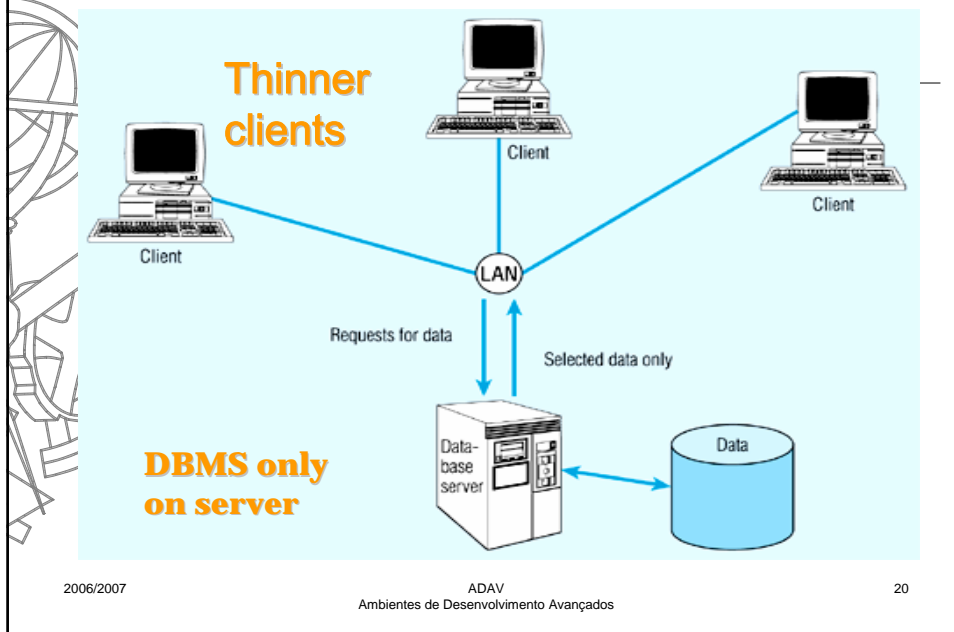 Thinner
clients
Client
Client
Client
LAN
Requests for data
Selected data only
Data-
base
server
Data
DBMS only
on server
2006/2007
ADAV
Ambientes de Desenvolvimento Avançados
20